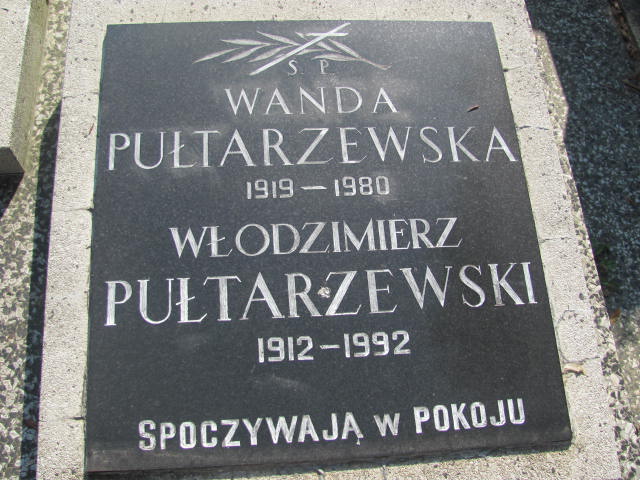 Ś. P.
WANDA
PUŁTARZEWSKA
1919 – 1980
WŁODZIMIERZ
PUŁTARZEWSKI
1912 – 1992
SPOCZYWAJĄ W POKOJU